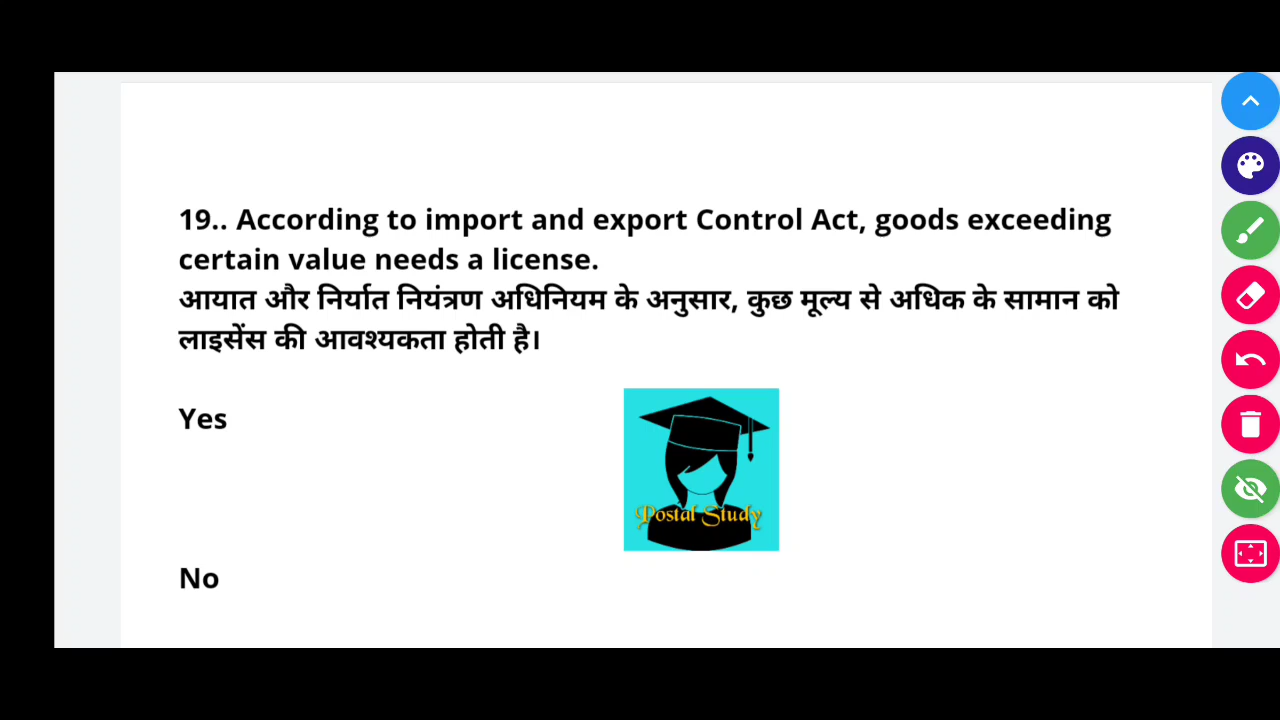 19.. According to import and export Control Act, goods exceeding
certain value needs a license.
आयात और निर्यात नियंत्रण अधिनियम के अनुसार, कुछ मूल्य से अधिक के सामान को
लाइसेंस की आवश्यकता होती है।
Yes
Postal Study
No